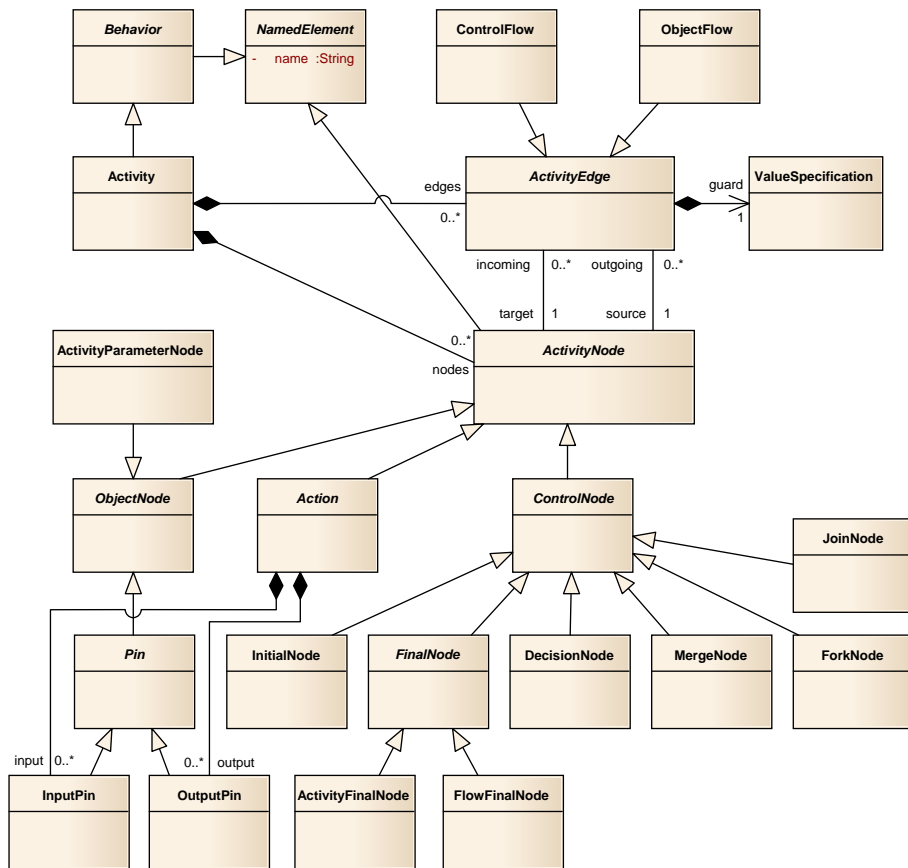 Behavior
NamedElement
- name :String
ControlFlow
ObjectFlow
Activity
edges
0..*
ActivityEdge
guard
1
ValueSpecification
incoming
0..*
outgoing
0..*
target
1
source
1
0..*
nodes
ActivityNode
ActivityParameterNode
ObjectNode
Action
ControlNode
JoinNode
Pin
InitialNode
FinalNode
DecisionNode
MergeNode
ForkNode
input
0..*
0..*
output
InputPin
OutputPin
ActivityFinalNode
FlowFinalNode